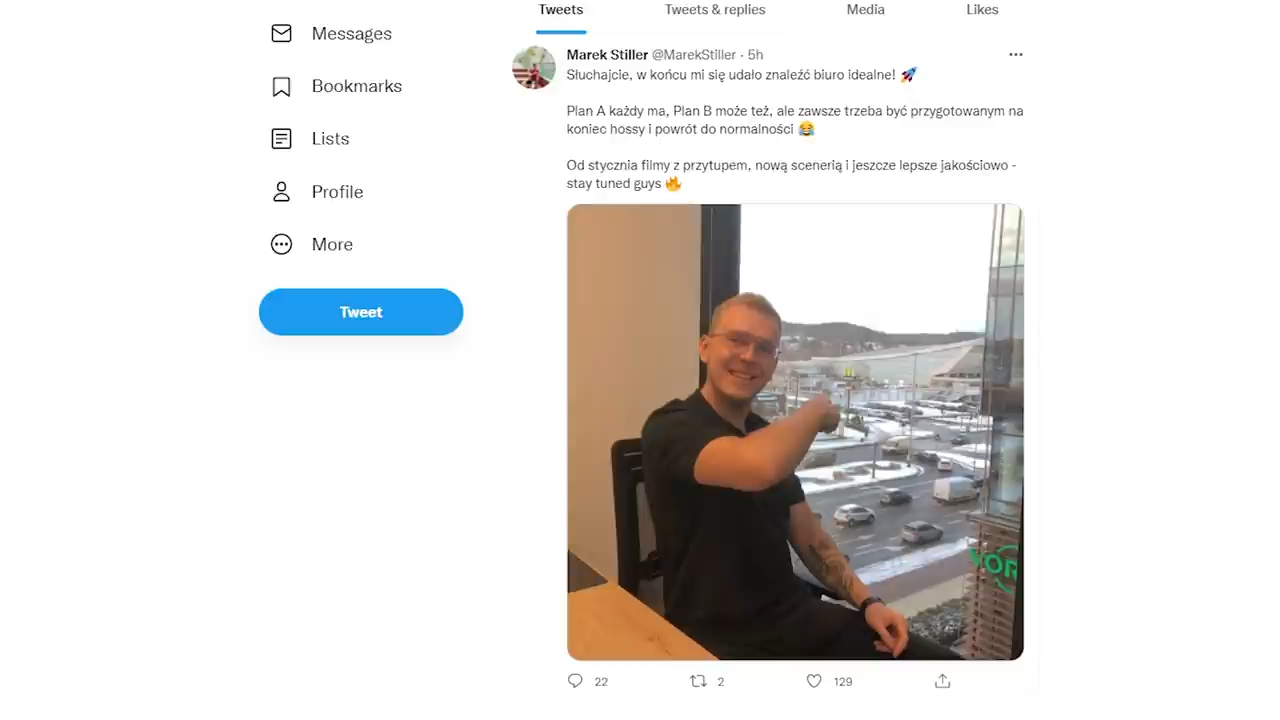 Tweets
Tweets & replies
Media
Likes
Messages
Bookmarks
Lists
Profile
More
Tweet
Marek Stiller @MarekStiller · 5h
Słuchajcie, w końcu mi się udało znaleźć biuro idealne! 🚀
Plan A każdy ma, Plan B może też, ale zawsze trzeba być przygotowanym na
koniec hossy i powrót do normalności 😂
Od stycznia filmy z przytupem, nową scenerią i jeszcze lepsze jakościowo -
stay tuned guys 🔥
22
2
129